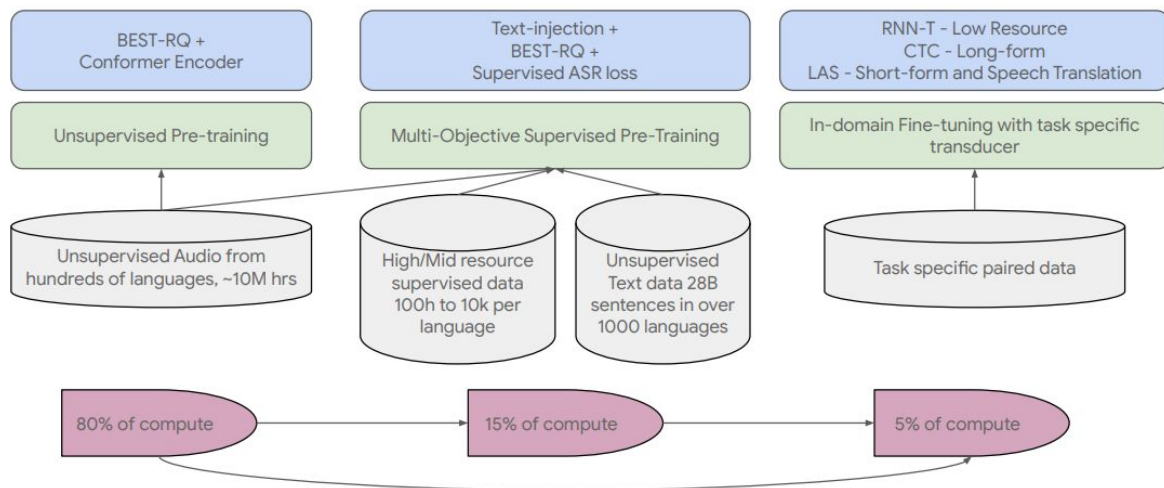 BEST-RQ +
Conformer Encoder
Text-injection +
BEST-RQ +
Supervised ASR loss
RNN-T - Low Resource
CTC - Long-form
LAS - Short-form and Speech Translation
Unsupervised Pre-training
Multi-Objective Supervised Pre-Training
In-domain Fine-tuning with task specific
transducer
Unsupervised Audio from
hundreds of languages, ~10M hrs
High/Mid resource
supervised data
100h to 10k per
language
Unsupervised
Text data 28B
sentences in over
1000 languages
Task specific paired data
80% of compute
15% of compute
5% of compute